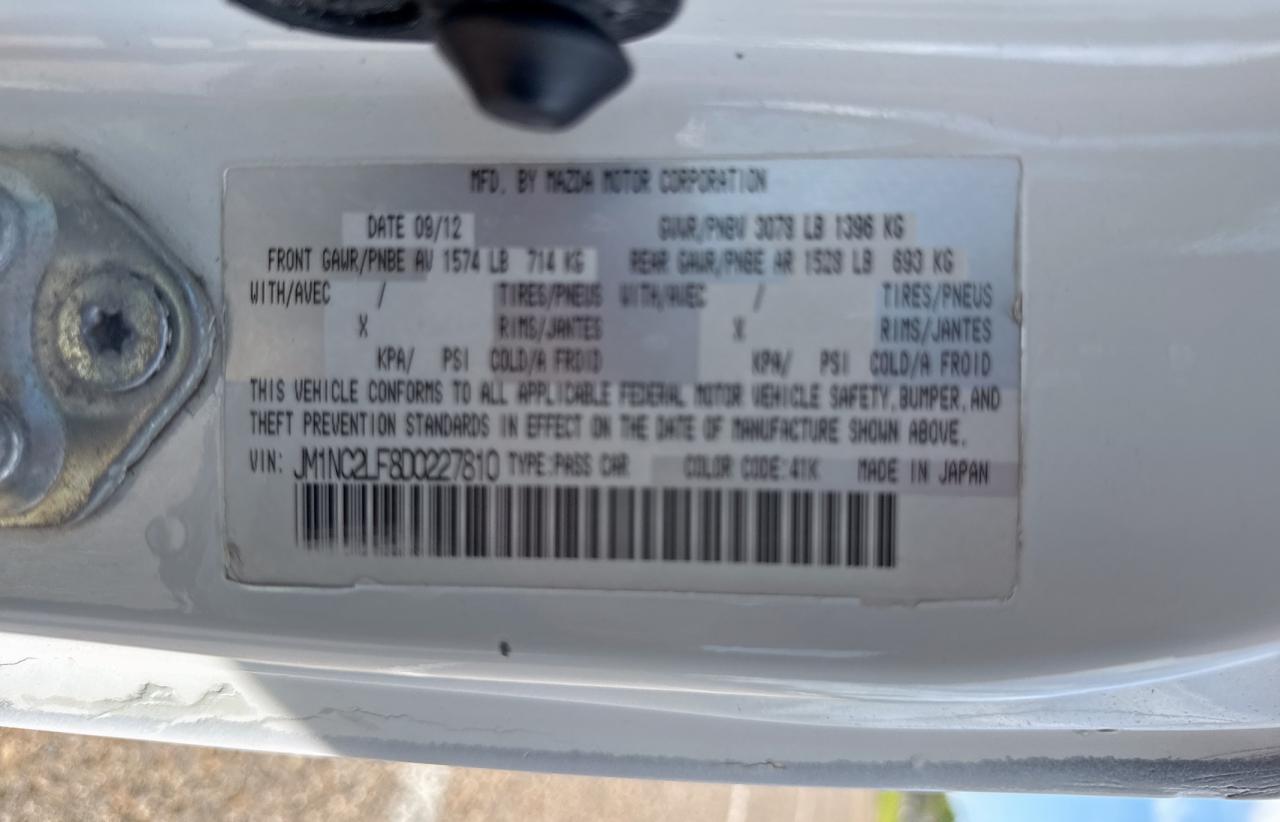 MFD. BY MAZDA MOTOR CORPORATION
DATE 09/12 GVWR/PNBV 3078 LB 1396 KG
FRONT GAWR/PNBE AV 1574 LB 714 KG REAR GAWR/PNBE AR 1528 LB 693 KG
WITH/AVEC / TIRES/PNEUS WITH/AVEC / TIRES/PNEUS
X RIMS/JANTES X RIMS/JANTES
KPA/ PSI COLD/A FROID KPA/ PSI COLD/A FROID
THIS VEHICLE CONFORMS TO ALL APPLICABLE FEDERAL MOTOR VEHICLE SAFETY, BUMPER, AND
THEFT PREVENTION STANDARDS IN EFFECT ON THE DATE OF MANUFACTURE SHOWN ABOVE.
VIN: JM1NC2LF8D0227810 TYPE:PASS CAR COLOR CODE:41K MADE IN JAPAN